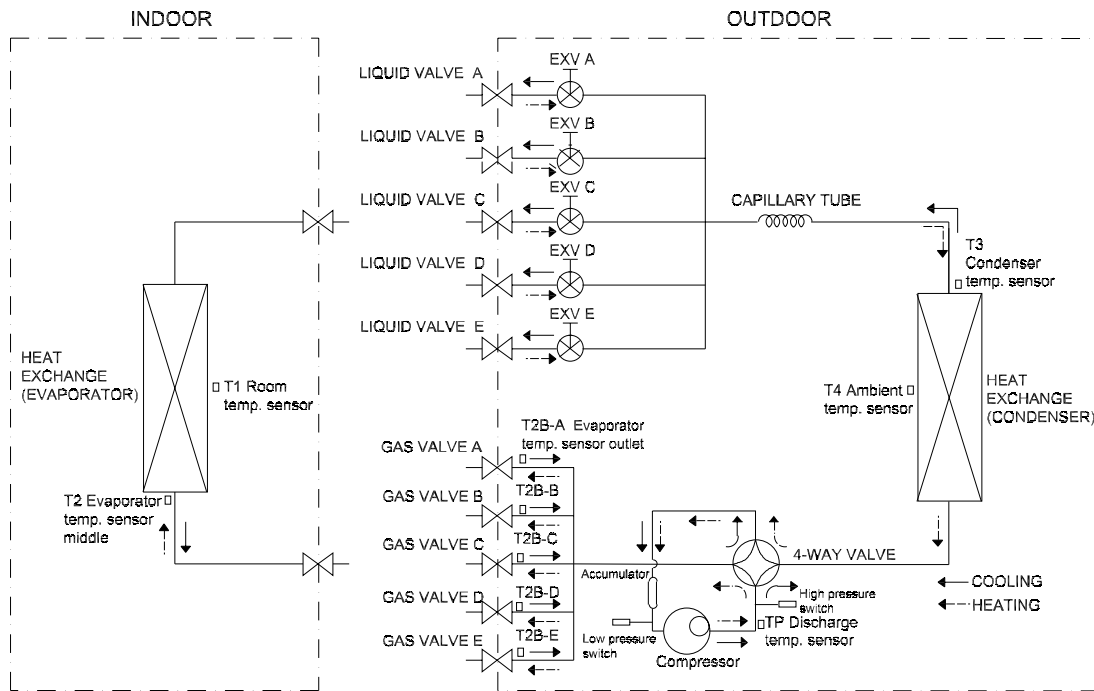 INDOOR
OUTDOOR
LIQUID VALVE A
EXV A
LIQUID VALVE B
EXV B
LIQUID VALVE C
EXV C
LIQUID VALVE D
EXV D
LIQUID VALVE E
EXV E
CAPILLARY TUBE
T3
Condenser
temp. sensor
HEAT
EXCHANGE
(EVAPORATOR)
T1 Room
temp. sensor
T4 Ambient
temp. sensor
HEAT
EXCHANGE
(CONDENSER)
T2 Evaporator
temp. sensor
middle
GAS VALVE A
T2B-A Evaporator
temp. sensor outlet
GAS VALVE B
T2B-B
GAS VALVE C
T2B-C
GAS VALVE D
T2B-D
GAS VALVE E
T2B-E
Accumulator
4-WAY VALVE
Low pressure
switch
Compressor
High pressure
switch
TP Discharge
temp. sensor
COOLING
HEATING